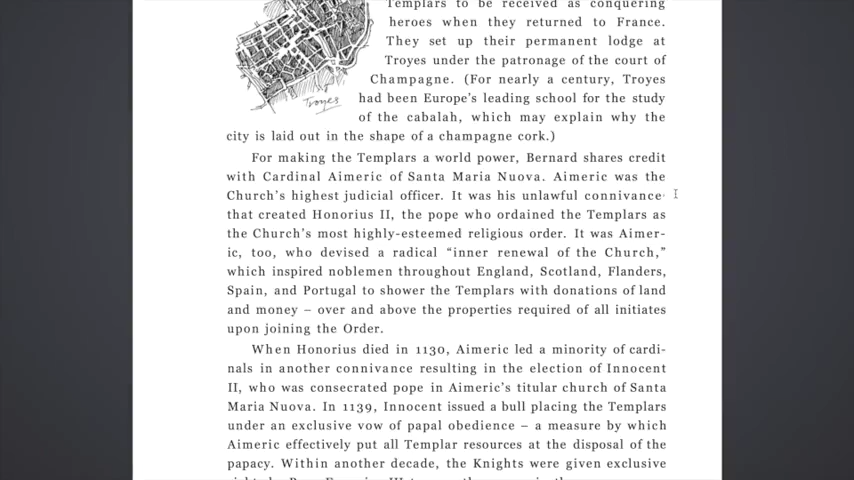 Templars to be received as conquering
heroes when they returned to France.
They set up their permanent lodge at
Troyes under the patronage of the court of
Champagne. (For nearly a century, Troyes
had been Europe's leading school for the study
of the cabalah, which may explain why the
city is laid out in the shape of a champagne cork.)
Troyes
For making the Templars a world power, Bernard shares credit
with Cardinal Aimeric of Santa Maria Nuova. Aimeric was the
Church's highest judicial officer. It was his unlawful connivance
that created Honorius II, the pope who ordained the Templars as
the Church's most highly-esteemed religious order. It was Aimer-
ic, too, who devised a radical “inner renewal of the Church,”
which inspired noblemen throughout England, Scotland, Flanders,
Spain, and Portugal to shower the Templars with donations of land
and money – over and above the properties required of all initiates
upon joining the Order.
When Honorius died in 1130, Aimeric led a minority of cardi-
nals in another connivance resulting in the election of Innocent
II, who was consecrated pope in Aimeric's titular church of Santa
Maria Nuova. In 1139, Innocent issued a bull placing the Templars
under an exclusive vow of papal obedience – a measure by which
Aimeric effectively put all Templar resources at the disposal of the
papacy. Within another decade, the Knights were given exclusive